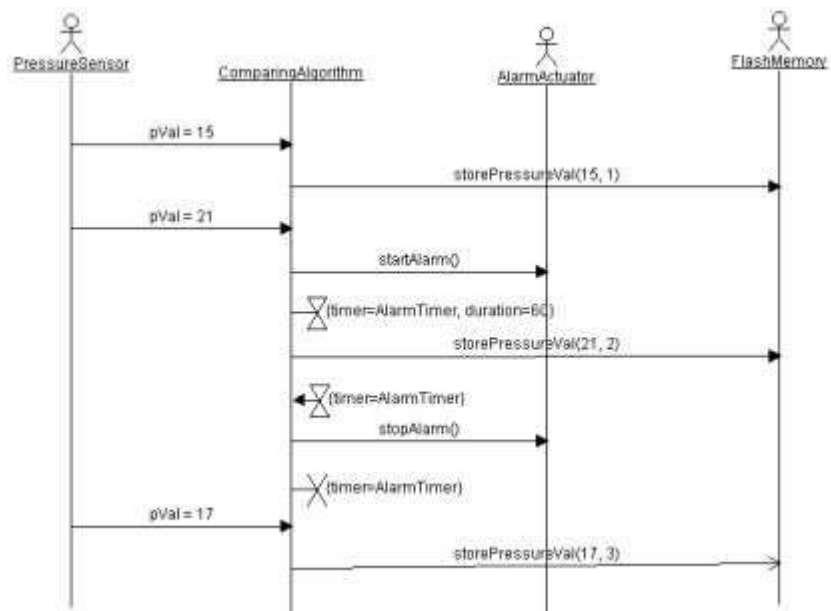 PressureSensor
ComparingAlgorithm
AlarmActuator
FlashMemory
pVal = 15
storePressureVal(15, 1)
pVal = 21
startAlarm()
{timer=AlarmTimer, duration=60}
storePressureVal(21, 2)
{timer=AlarmTimer}
stopAlarm()
{timer=AlarmTimer}
pVal = 17
storePressureVal(17, 3)